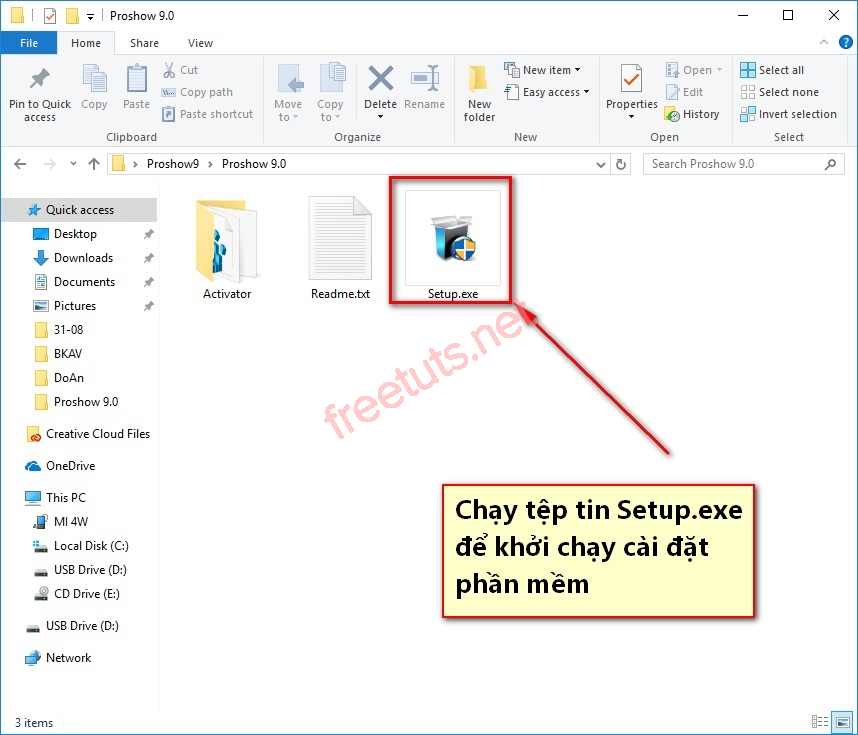 Proshow 9.0
File Home Share View
Pin to Quick access
Copy
Paste
Cut
Copy path
Paste shortcut
Clipboard
Move to
Copy to
Delete
Rename
Organize
New folder
New item
Easy access
New
Properties
Open
Edit
History
Open
Select all
Select none
Invert selection
Select
Proshow9 › Proshow 9.0
Search Proshow 9.0
Quick access
Desktop
Downloads
Documents
Pictures
31-08
BKAV
DoAn
Proshow 9.0
Creative Cloud Files
OneDrive
This PC
MI 4W
Local Disk (C:)
USB Drive (D:)
CD Drive (E:)
USB Drive (D:)
Network
Activator
Readme.txt
Setup.exe
freetuts.net
Chạy tệp tin Setup.exe
để khởi chạy cài đặt
phần mềm
3 items